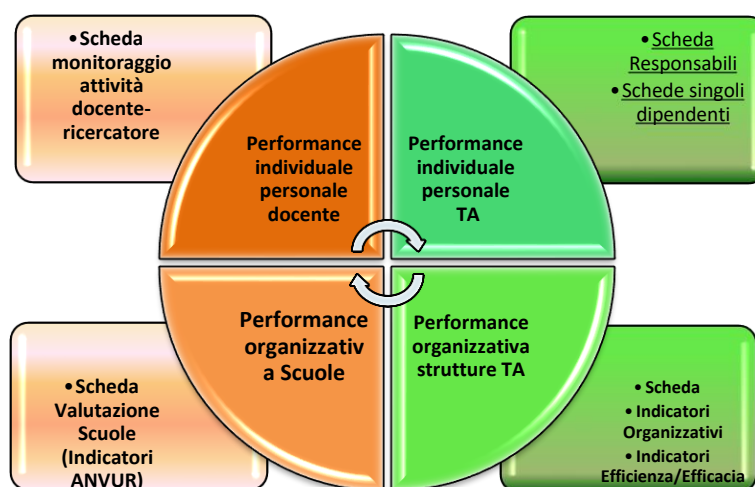 • Scheda
monitoraggio
attività
docente-
ricercatore
• Scheda
Responsabili
• Schede singoli
dipendenti
Performance
individuale
personale
docente
Performance
individuale
personale
TA
Performance
organizzativ
a Scuole
Performance
organizzativa
strutture TA
• Scheda
Valutazione
Scuole
(Indicatori
ANVUR)
• Scheda
• Indicatori
Organizzativi
• Indicatori
Efficienza/Efficacia